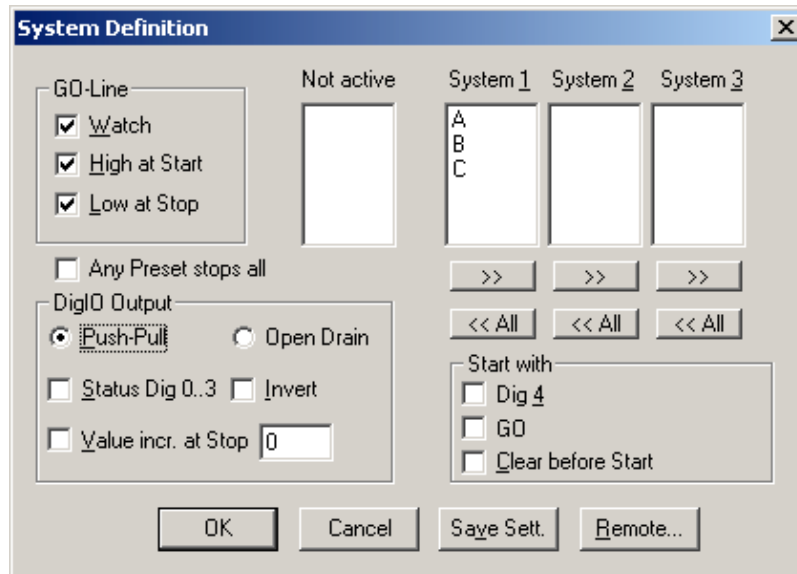 System Definition
GO-Line
Watch
High at Start
Low at Stop
Any Preset stops all
Not active
System 1
System 2
System 3
A
B
C
>>
>>
>>
<< All
<< All
<< All
DigIO Output
Push-Pull
Open Drain
Status Dig 0..3
Invert
Value incr. at Stop
0
Start with
Dig 4
GO
Clear before Start
OK
Cancel
Save Sett.
Remote...